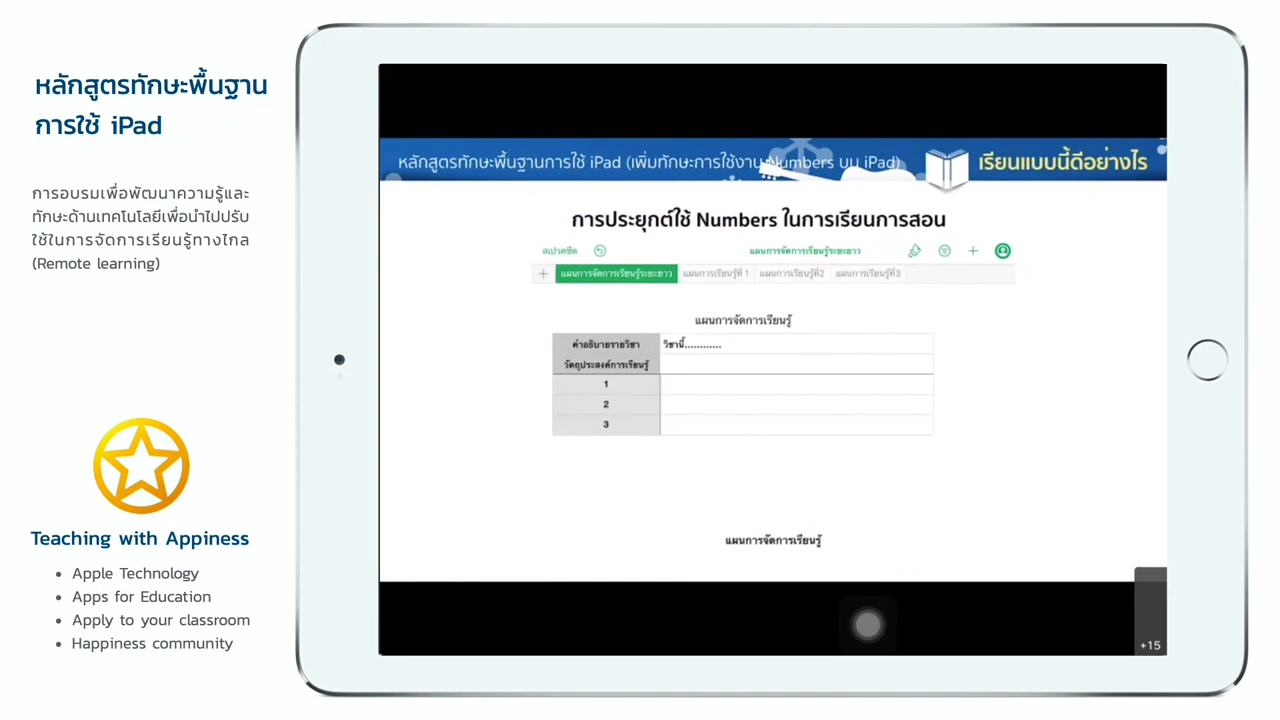 หลักสูตรทักษะพื้นฐาน
การใช้ iPad
การอบรมเพื่อพัฒนาความรู้และ
ทักษะด้านเทคโนโลยีเพื่อนำไปปรับ
ใช้ในการจัดการเรียนรู้ทางไกล
(Remote learning)
Teaching with Appiness
• Apple Technology
• Apps for Education
• Apply to your classroom
• Happiness community
หลักสูตรทักษะพื้นฐานการใช้ iPad (เพิ่มทักษะการใช้งาน Numbers บน iPad)
เรียนแบบนี้ดีอย่างไร
การประยุกต์ใช้ Numbers ในการเรียนการสอน
สเปรดชีต
แผนการจัดการเรียนรู้ระยะยาว
+ แผนการจัดการเรียนรู้ระยะยาว แผนการเรียนรู้ที่ 1 แผนการเรียนรู้ที่2 แผนการเรียนรู้ที่3
แผนการจัดการเรียนรู้
คำอธิบายรายวิชา วิชานี้............
วัตถุประสงค์การเรียนรู้
1
2
3
แผนการจัดการเรียนรู้
+15